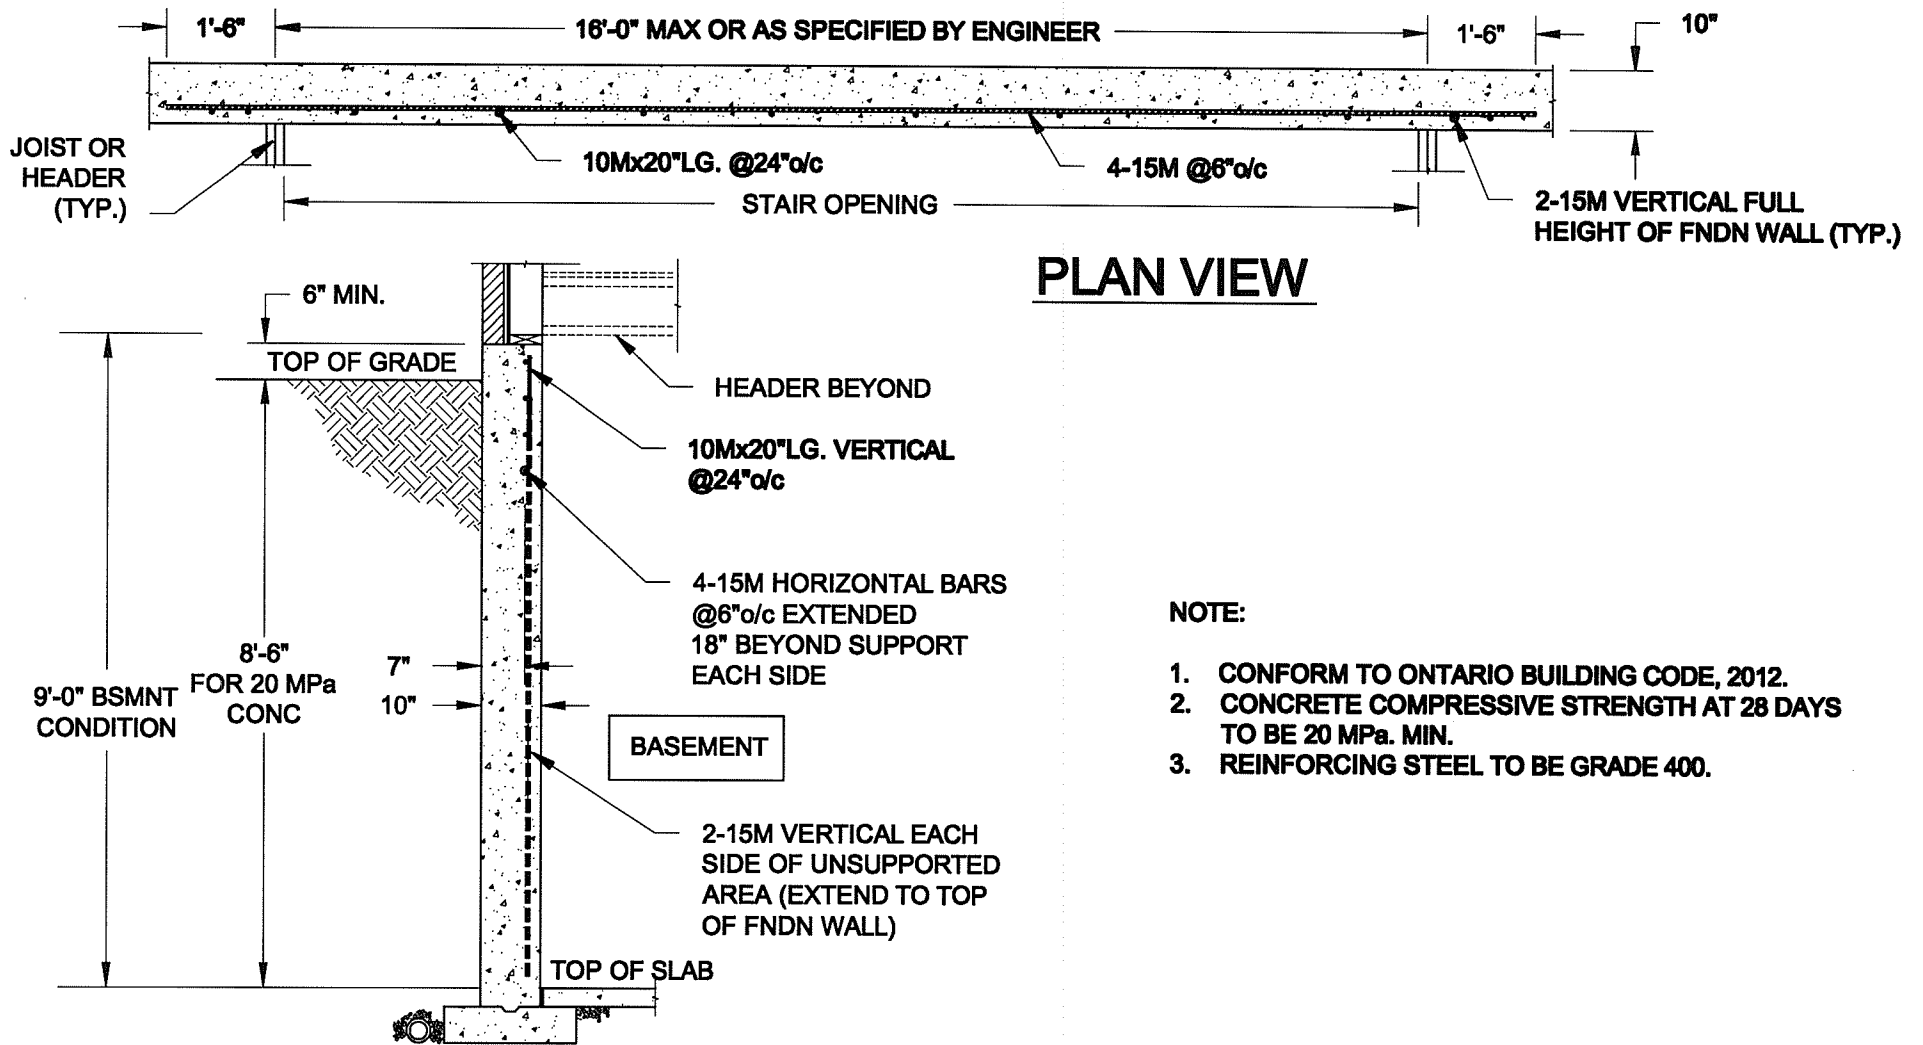 1'-6"
16'-0" MAX OR AS SPECIFIED BY ENGINEER
1'-6"
10"
JOIST OR
HEADER
(TYP.)
10Mx20"LG. @24"o/c
4-15M @6"o/c
STAIR OPENING
2-15M VERTICAL FULL
HEIGHT OF FNDN WALL (TYP.)
PLAN VIEW
6" MIN.
TOP OF GRADE
HEADER BEYOND
10Mx20"LG. VERTICAL
@24"o/c
4-15M HORIZONTAL BARS
@6"o/c EXTENDED
18" BEYOND SUPPORT
EACH SIDE
9'-0" BSMNT
CONDITION
8'-6"
FOR 20 MPa
CONC
7"
10"
BASEMENT
2-15M VERTICAL EACH
SIDE OF UNSUPPORTED
AREA (EXTEND TO TOP
OF FNDN WALL)
TOP OF SLAB
NOTE:
1. CONFORM TO ONTARIO BUILDING CODE, 2012.
2. CONCRETE COMPRESSIVE STRENGTH AT 28 DAYS
TO BE 20 MPa. MIN.
3. REINFORCING STEEL TO BE GRADE 400.